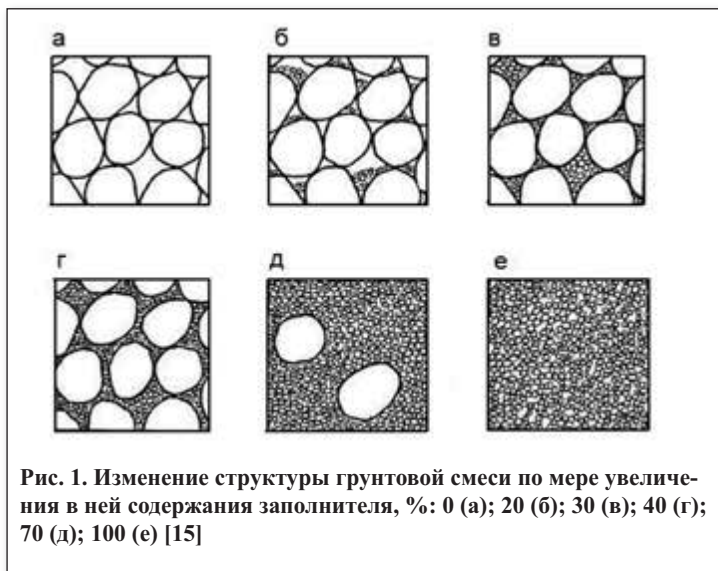 а б в
г д е
Рис. 1. Изменение структуры грунтовой смеси по мере увеличе-
ния в ней содержания заполнителя, %: 0 (а); 20 (б); 30 (в); 40 (г);
70 (д); 100 (е) [15]